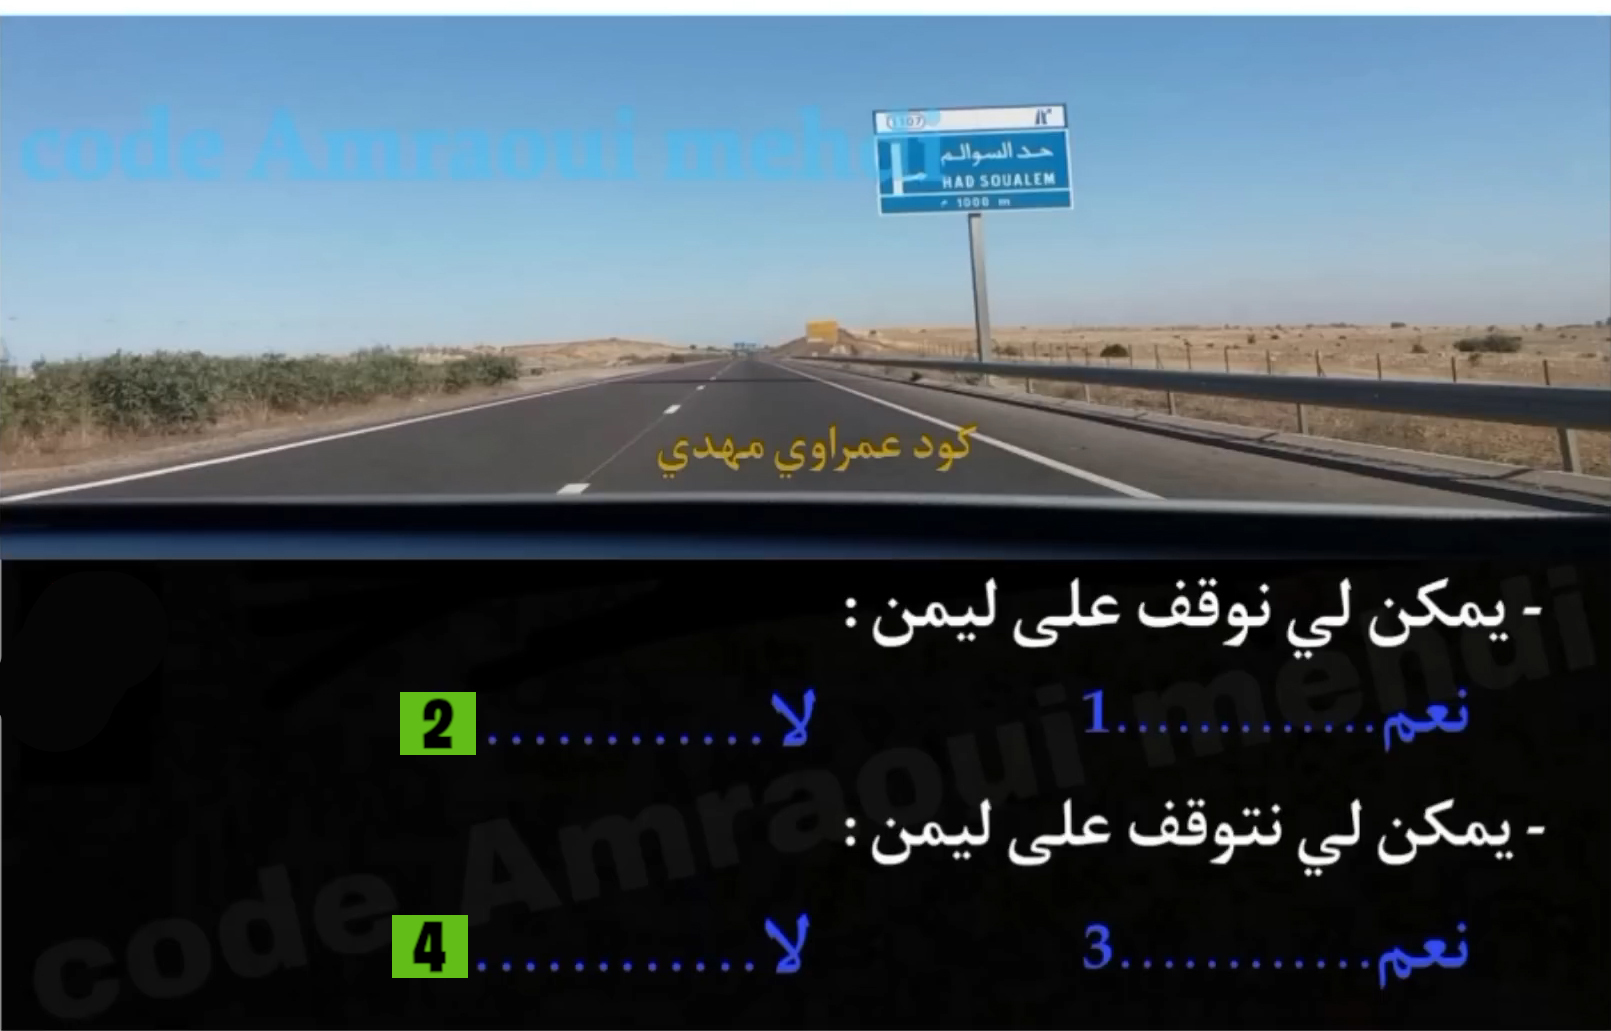 code Amraoui mehdi
1107
حد السوالم
HAD SOUALEM
1000 m م
كود عمراوي مهدي
- يمكن لي نوقف على ليمن :
نعم.............1 لا............2
- يمكن لي نتوقف على ليمن :
نعم.............3 لا............4
code Amraoui mehdi